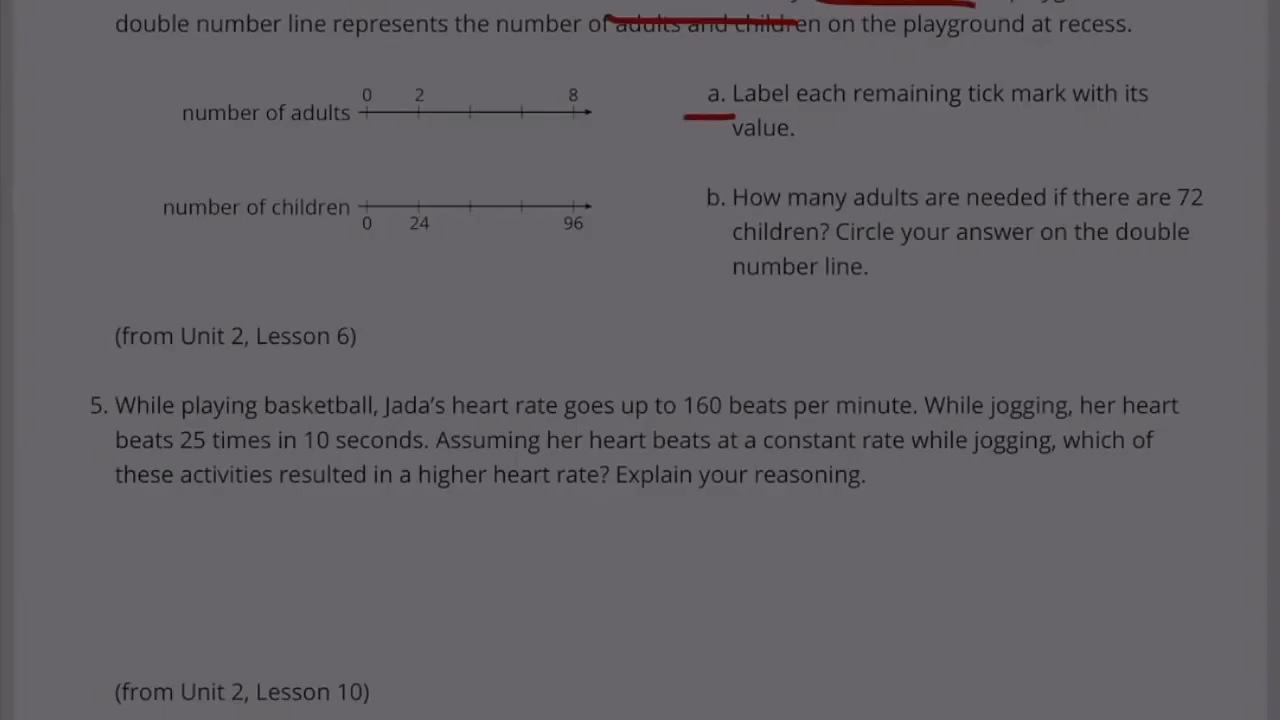 double number line represents the number of adults and children on the playground at recess.
0 2 8
number of adults
number of children
0 24 96
a. Label each remaining tick mark with its
value.
b. How many adults are needed if there are 72
children? Circle your answer on the double
number line.
(from Unit 2, Lesson 6)
5. While playing basketball, Jada’s heart rate goes up to 160 beats per minute. While jogging, her heart
beats 25 times in 10 seconds. Assuming her heart beats at a constant rate while jogging, which of
these activities resulted in a higher heart rate? Explain your reasoning.
(from Unit 2, Lesson 10)